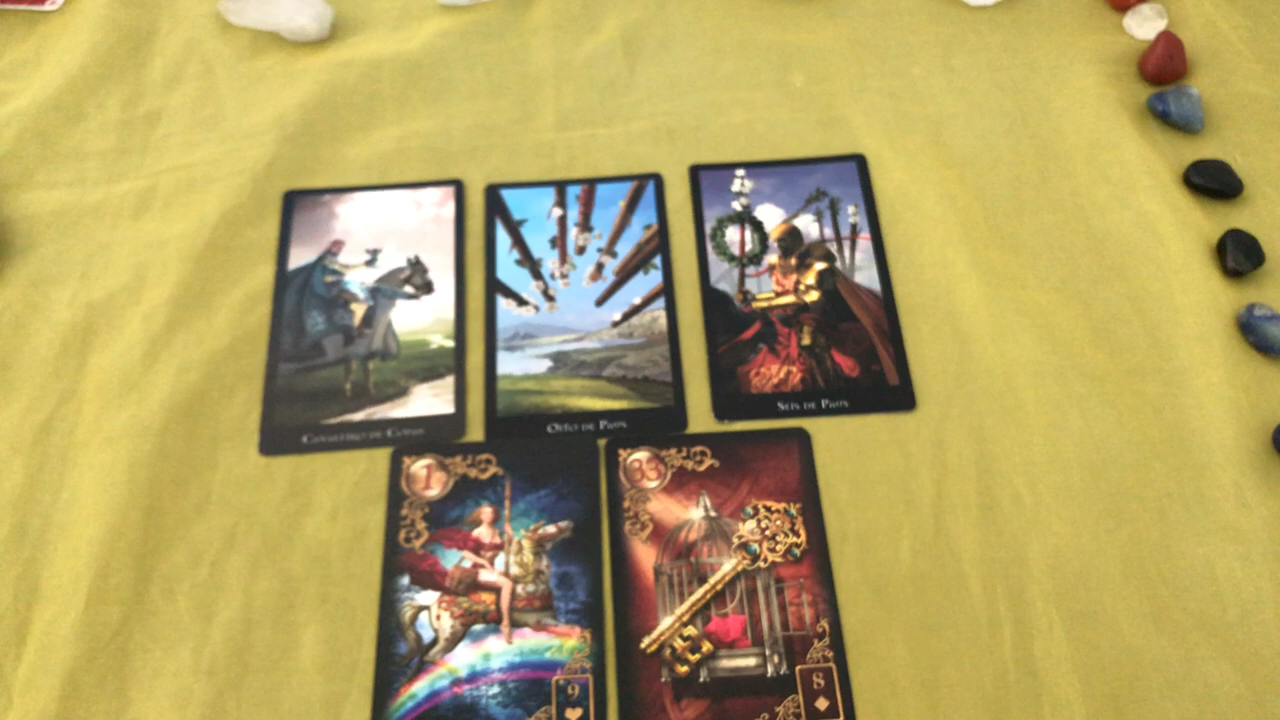 Cavaleiro de Copas
Oito de Paus
Seis de Paus
1
33
9
8